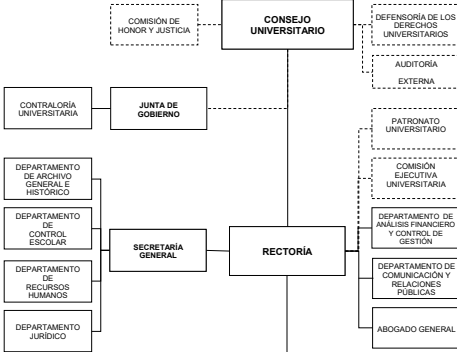 COMISIÓN DE
HONOR Y JUSTICIA
CONSEJO
UNIVERSITARIO
DEFENSORÍA DE LOS
DERECHOS
UNIVERSITARIOS
AUDITORÍA
EXTERNA
CONTRALORÍA
UNIVERSITARIA
JUNTA DE
GOBIERNO
PATRONATO
UNIVERSITARIO
COMISIÓN
EJECUTIVA
UNIVERSITARIA
DEPARTAMENTO
DE ARCHIVO
GENERAL E
HISTÓRICO
DEPARTAMENTO
DE
CONTROL
ESCOLAR
DEPARTAMENTO
DE
RECURSOS
HUMANOS
DEPARTAMENTO
JURÍDICO
SECRETARÍA
GENERAL
RECTORÍA
DEPARTAMENTO DE
ANÁLISIS FINANCIERO
Y CONTROL DE
GESTIÓN
DEPARTAMENTO DE
COMUNICACIÓN Y
RELACIONES
PÚBLICAS
ABOGADO GENERAL